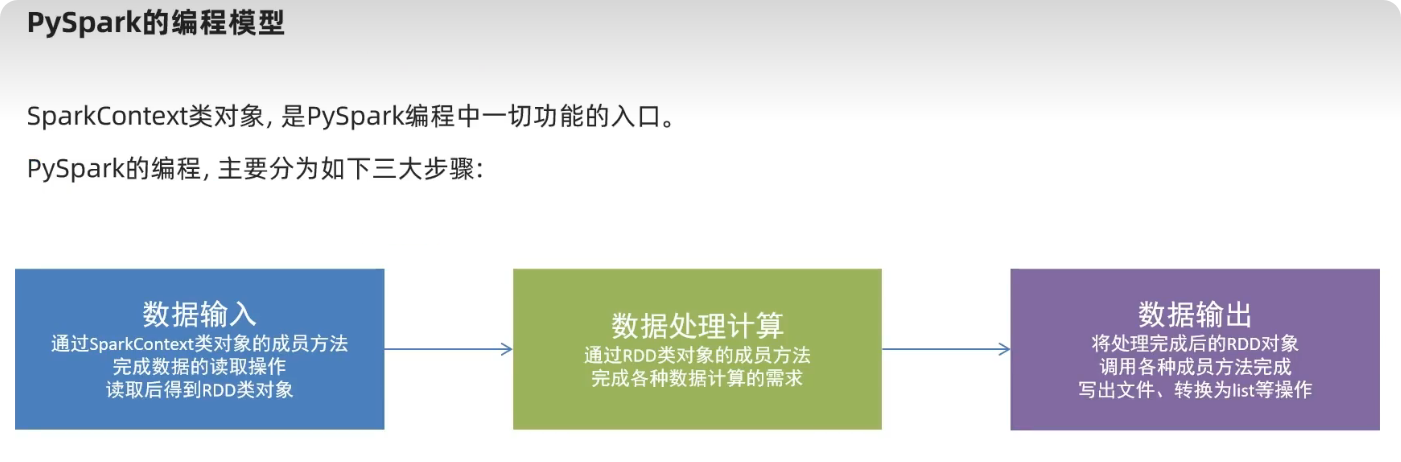 PySpark的编程模型
SparkContext类对象, 是PySpark编程中一切功能的入口。
PySpark的编程, 主要分为如下三大步骤:
数据输入
通过SparkContext类对象的成员方法
完成数据的读取操作
读取后得到RDD类对象
数据处理计算
通过RDD类对象的成员方法
完成各种数据计算的需求
数据输出
将处理完成后的RDD对象
调用各种成员方法完成
写出文件、转换为list等操作